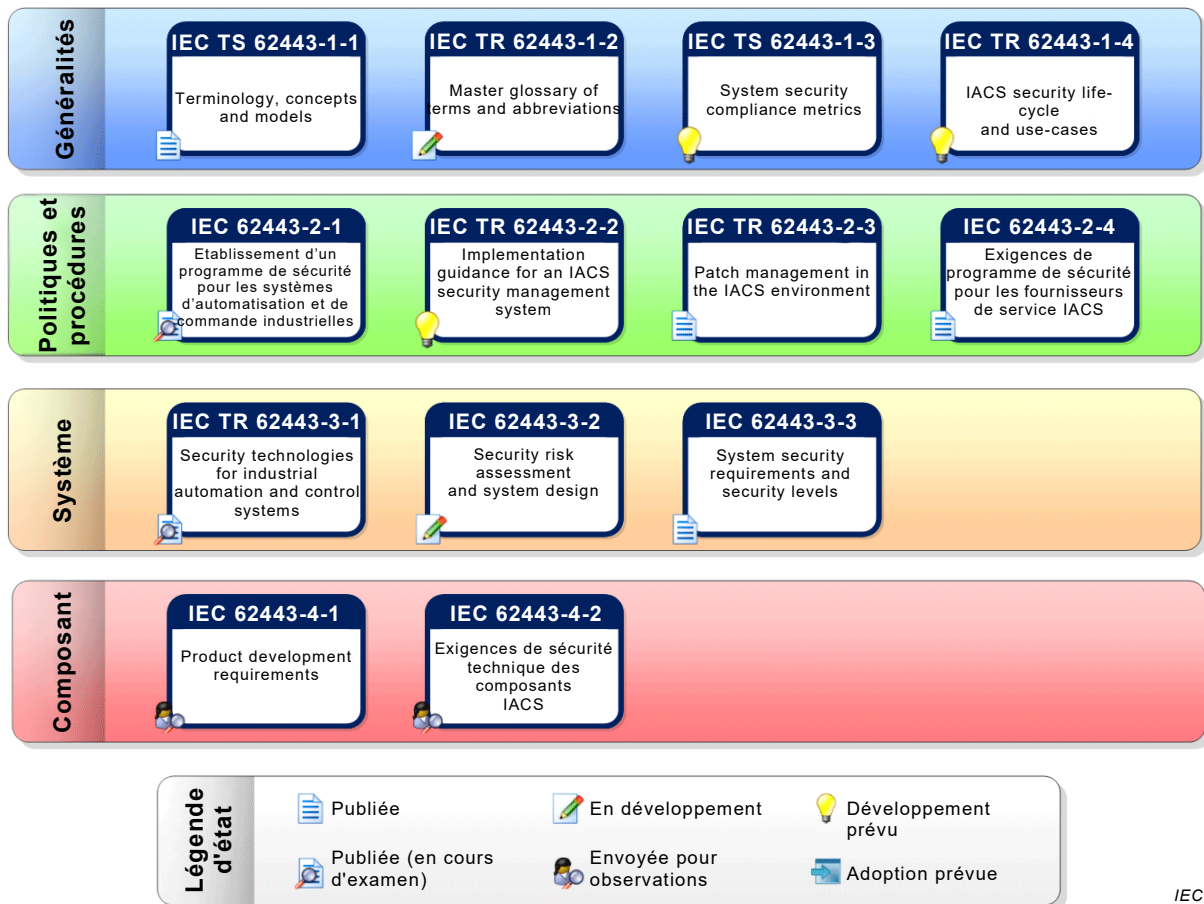 Généralités
IEC TS 62443-1-1
Terminology, concepts
and models
IEC TR 62443-1-2
Master glossary of
terms and abbreviations
IEC TS 62443-1-3
System security
compliance metrics
IEC TR 62443-1-4
IACS security life-
cycle
and use-cases
Politiques et
procédures
IEC 62443-2-1
Etablissement d'un
programme de sécurité
pour les systèmes
d'automatisation et de
commande industrielles
IEC TR 62443-2-2
Implementation
guidance for an IACS
security management
system
IEC TR 62443-2-3
Patch management in
the IACS environment
IEC 62443-2-4
Exigences de
programme de sécurité
pour les fournisseurs
de service IACS
Système
IEC TR 62443-3-1
Security technologies
for industrial
automation and control
systems
IEC 62443-3-2
Security risk
assessment
and system design
IEC 62443-3-3
System security
requirements and
security levels
Composant
IEC 62443-4-1
Product development
requirements
IEC 62443-4-2
Exigences de sécurité
technique des
composants
IACS
Légende
d'état
Publiée
En développement
Développement
prévu
Publiée (en cours
d'examen)
Envoyée pour
observations
Adoption prévue
IEC